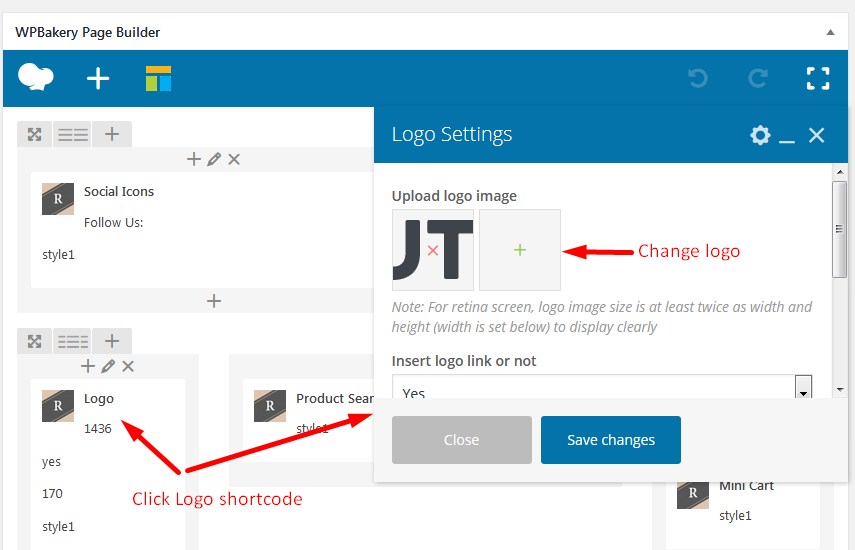 WPBakery Page Builder
Logo Settings
Social Icons
Follow Us:
style1
Upload logo image
UT
Change logo
Note: For retina screen, logo image size is at least twice as width and
height (width is set below) to display clearly
Insert logo link or not
Yes
R
R
Logo
1436
yes
170
style1
R
Product Sear
style1
Close
Save changes
Click Logo shortcode
R
Mini Cart
style1